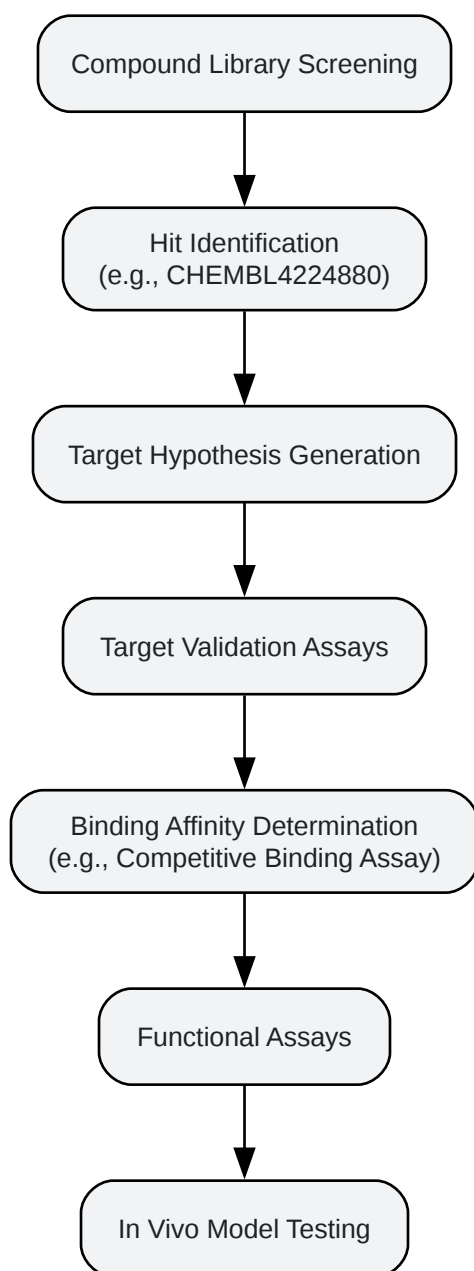 Compound Library Screening
Hit Identification
(e.g., CHEMBL4224880)
Target Hypothesis Generation
Target Validation Assays
Binding Affinity Determination
(e.g., Competitive Binding Assay)
Functional Assays
In Vivo Model Testing